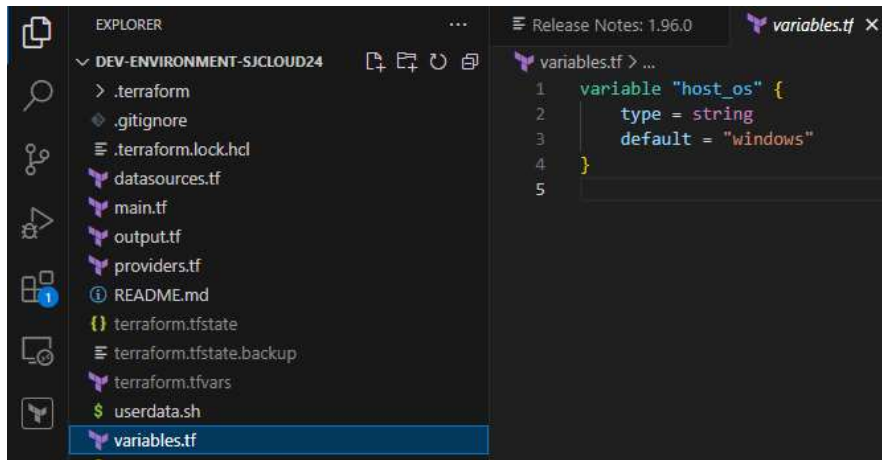 EXPLORER
...
Release Notes: 1.96.0
variables.tf
DEV-ENVIRONMENT-SJCLOUD24
variables.tf > ...
.terraform
.gitignore
.terraform.lock.hcl
datasources.tf
main.tf
output.tf
providers.tf
README.md
terraform.tfstate
terraform.tfstate.backup
terraform.tfvars
userdata.sh
variables.tf
1
1 variable "host_os" {
2     type = string
3     default = "windows"
4 }
5